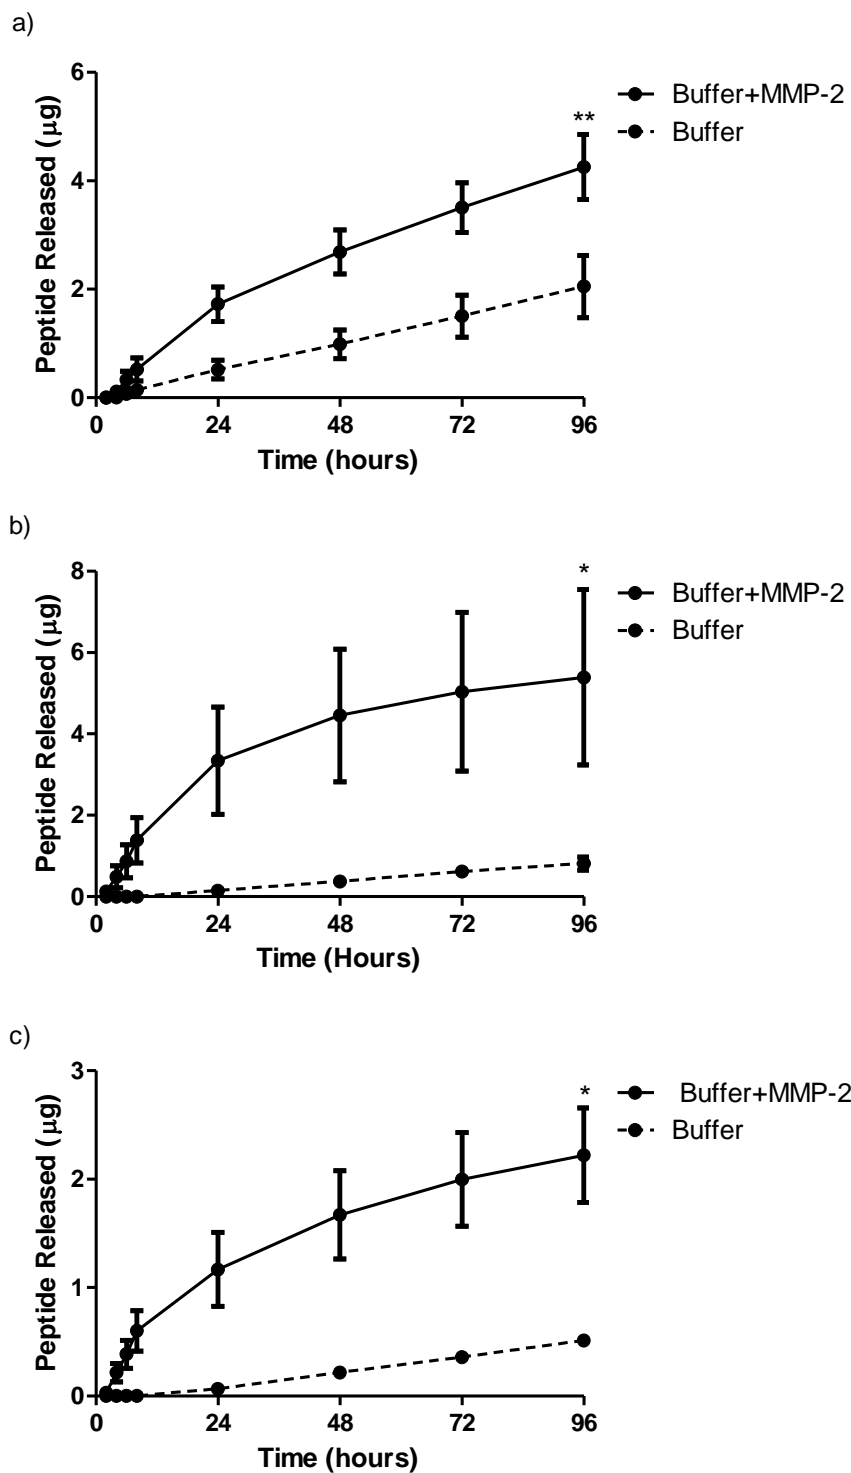 a)
6
4
2
0
Peptide Released (μg)
**
Buffer+MMP-2
Buffer
0 24 48 72 96
Time (hours)
b)
8
6
4
2
0
Peptide Released (μg)
*
Buffer+MMP-2
Buffer
0 24 48 72 96
Time (Hours)
c)
3
2
1
0
Peptide Released (μg)
*
Buffer+MMP-2
Buffer
0 24 48 72 96
Time (hours)